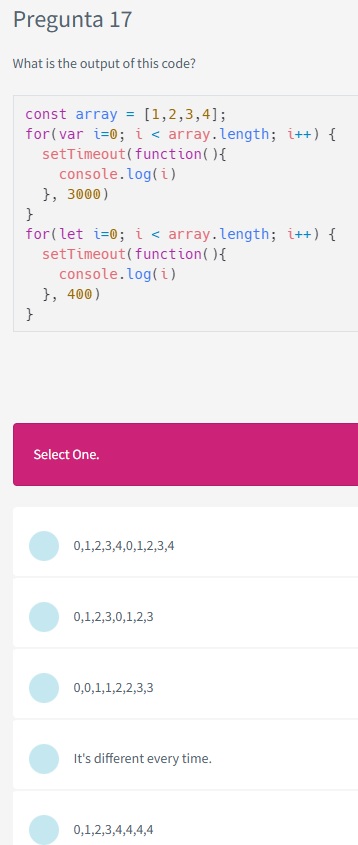 Pregunta 17
What is the output of this code?
const array = [1,2,3,4];
for(var i=0; i < array.length; i++) {
  setTimeout(function(){
    console.log(i)
  }, 3000)
}
for(let i=0; i < array.length; i++) {
  setTimeout(function(){
    console.log(i)
  }, 400)
}
Select One.
0,1,2,3,4,0,1,2,3,4
0,1,2,3,0,1,2,3
0,0,1,1,2,2,3,3
It's different every time.
0,1,2,3,4,4,4,4